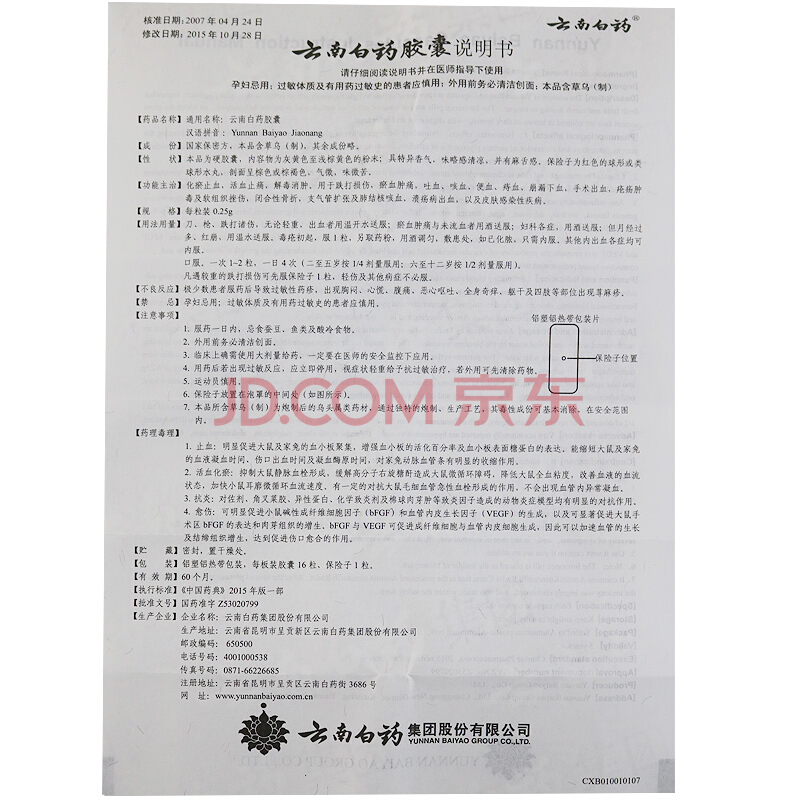 核准日期：2007 年 04 月 24 日
修改日期：2015 年 10 月 28 日
云南白药®
云南白药胶囊说明书
请仔细阅读说明书并在医师指导下使用
孕妇忌用；过敏体质及有用药过敏史的患者应慎用；外用前务必清洁创面；本品含草乌（制）
【药品名称】通用名称：云南白药胶囊
汉语拼音：Yunnan Baiyao Jiaonang
【成 份】国家保密方，本品含草乌（制），其余成份略。
【性 状】本品为硬胶囊，内容物为灰黄色至浅棕黄色的粉末；具特异香气，味略感清凉，并有麻舌感。保险子为红色的球形或类
球形水丸，剖面呈棕色或棕褐色，气微，味微苦。
【功能主治】化瘀止血，活血止痛，解毒消肿。用于跌打损伤，瘀血肿痛，吐血、咳血、便血、痔血、崩漏下血，手术出血，疮疡肿
毒及软组织挫伤，闭合性骨折，支气管扩张及肺结核咳血，溃疡病出血，以及皮肤感染性疾病。
【规 格】每粒装 0.25g
【用法用量】刀、枪、跌打诸伤，无论轻重，出血者用温开水送服；瘀血肿痛与未流血者用酒送服；妇科各症，用酒送服；但月经过
多、红崩，用温水送服。毒疮初起，服 1 粒，另取药粉，用酒调匀，敷患处，如已化脓，只需内服。其他内出血各症均可
内服。
口服。一次 1~2 粒，一日 4 次（二至五岁按 1/4 剂量服用；六至十二岁按 1/2 剂量服用）。
凡遇较重的跌打损伤可先服保险子 1 粒，轻伤及其他病症不必服。
【不良反应】极少数患者服药后导致过敏性药疹，出现胸闷、心慌、腹痛、恶心呕吐、全身奇痒、躯干及四肢等部位出现荨麻疹。
【禁 忌】孕妇忌用；过敏体质及有用药过敏史的患者应慎用。
【注意事项】
铝塑铝热带包装片
1. 服药一日内，忌食蚕豆、鱼类及酸冷食物。
2. 外用前务必清洁创面。
3. 临床上确需使用大剂量给药，一定要在医师的安全监控下应用。
保险子位置
4. 用药后若出现过敏反应，应立即停用，视症状轻重给予抗过敏治疗，若外用可先清除药物。
5. 运动员慎用。
6. 保险子放置在泡罩的中间处（如图所示）。
7. 本品所含草乌（制）为炮制后的乌头属类药材，通过独特的炮制、生产工艺，其毒性成份可基本消除，在安全范围
内。
JD.COM 京东
【药理毒理】
1. 止血：明显促进大鼠及家兔的血小板聚集，增强血小板的活化百分率及血小板表面糖蛋白的表达，能缩短大鼠及家兔
的血液凝血时间，伤口出血时间及凝血酶原时间，对家兔动脉血管条有明显的收缩作用。
2. 活血化瘀：抑制大鼠静脉血栓形成，缓解高分子右旋糖酐造成大鼠微循环障碍，降低大鼠全血粘度，改善血液的血流
状态，加快小鼠耳廓微循环血流速度，有一定的对抗大鼠毛细血管急性血栓形成的作用，不会出现血管内异常凝血。
3. 抗炎：对佐剂、角叉菜胶、异性蛋白、化学致炎剂及棉球肉芽肿等致炎因子造成的动物炎症模型均有明显的对抗作用。
4. 愈伤：可明显促进小鼠碱性成纤维细胞因子（bFGF）和血管内皮生长因子（VEGF）的生成，以及可显著促进大鼠手
术区 bFGF 的表达和肉芽组织的增生。bFGF 与 VEGF 可促进成纤维细胞与血管内皮细胞生成，因此可以加速血管的生长
及结缔组织增生，达到促进伤口愈合的作用。
【贮 藏】密封，置干燥处。
【包 装】铝塑铝热带包装，每板装胶囊 16 粒、保险子 1 粒。
【有 效 期】60 个月。
【执行标准】《中国药典》2015 年版一部
【批准文号】国药准字 Z53020799
【生产企业】企业名称：云南白药集团股份有限公司
生产地址：云南省昆明市呈贡新区云南白药集团股份有限公司
邮政编码：650500
电话号码：4001000538
传真号码：0871-66226685
注册地址：云南省昆明市呈贡区云南白药街 3686 号
网 址：www.yunnanbaiyao.com.cn
云南白药集团股份有限公司
YUNNAN BAIYAO GROUP CO.,LTD.
CXB010010107